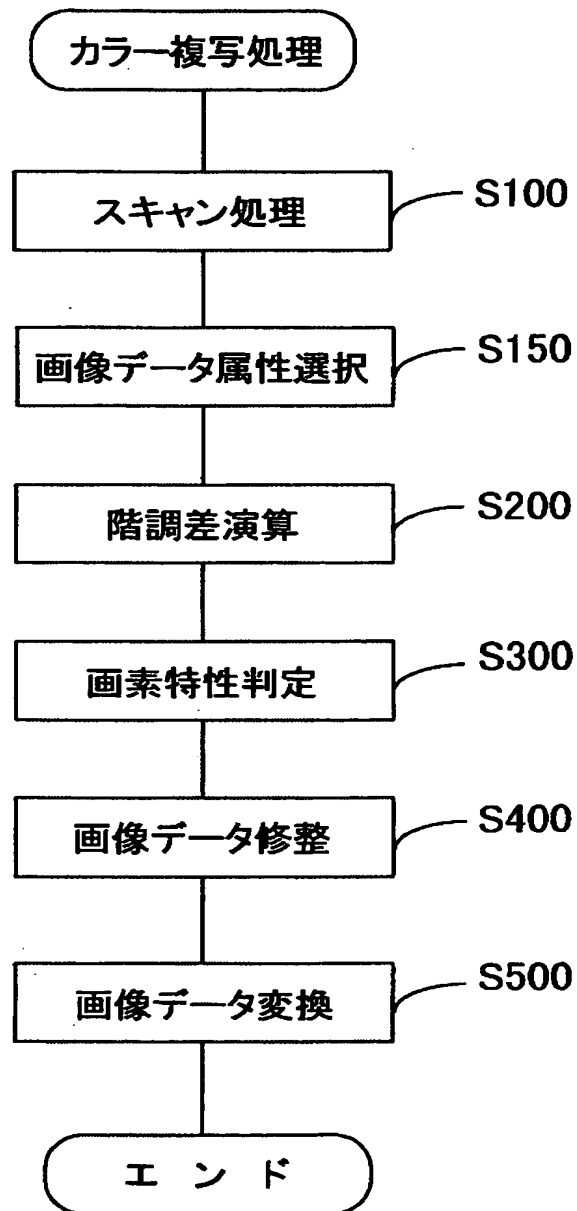 カラー複写処理
スキャン処理 S100
画像データ属性選択 S150
階調差演算 S200
画素特性判定 S300
画像データ修整 S400
画像データ変換 S500
エンド